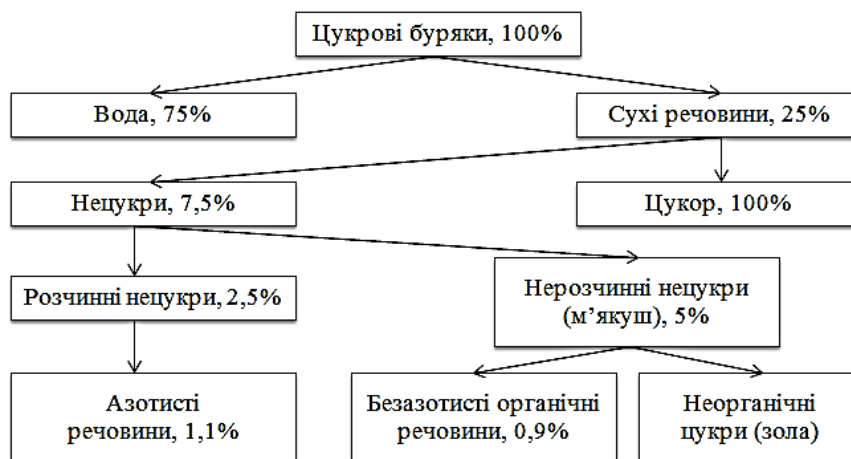 Цукрові буряки, 100%
Вода, 75%
Сухі речовини, 25%
Нецукри, 7,5%
Цукор, 100%
Розчинні нецукри, 2,5%
Нерозчинні нецукри
(м’якуш), 5%
Азотисті
речовини, 1,1%
Безазотисті органічні
речовини, 0,9%
Неорганічні
цукри (зола)